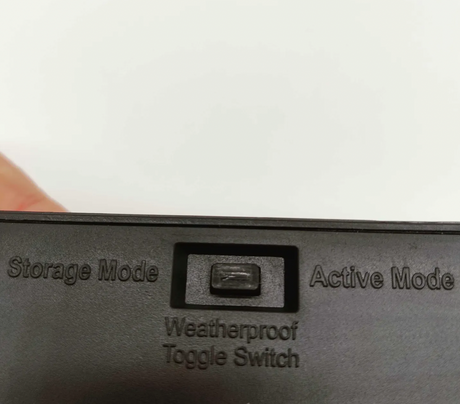 Storage Mode
Active Mode
Weatherproof
Toggle Switch